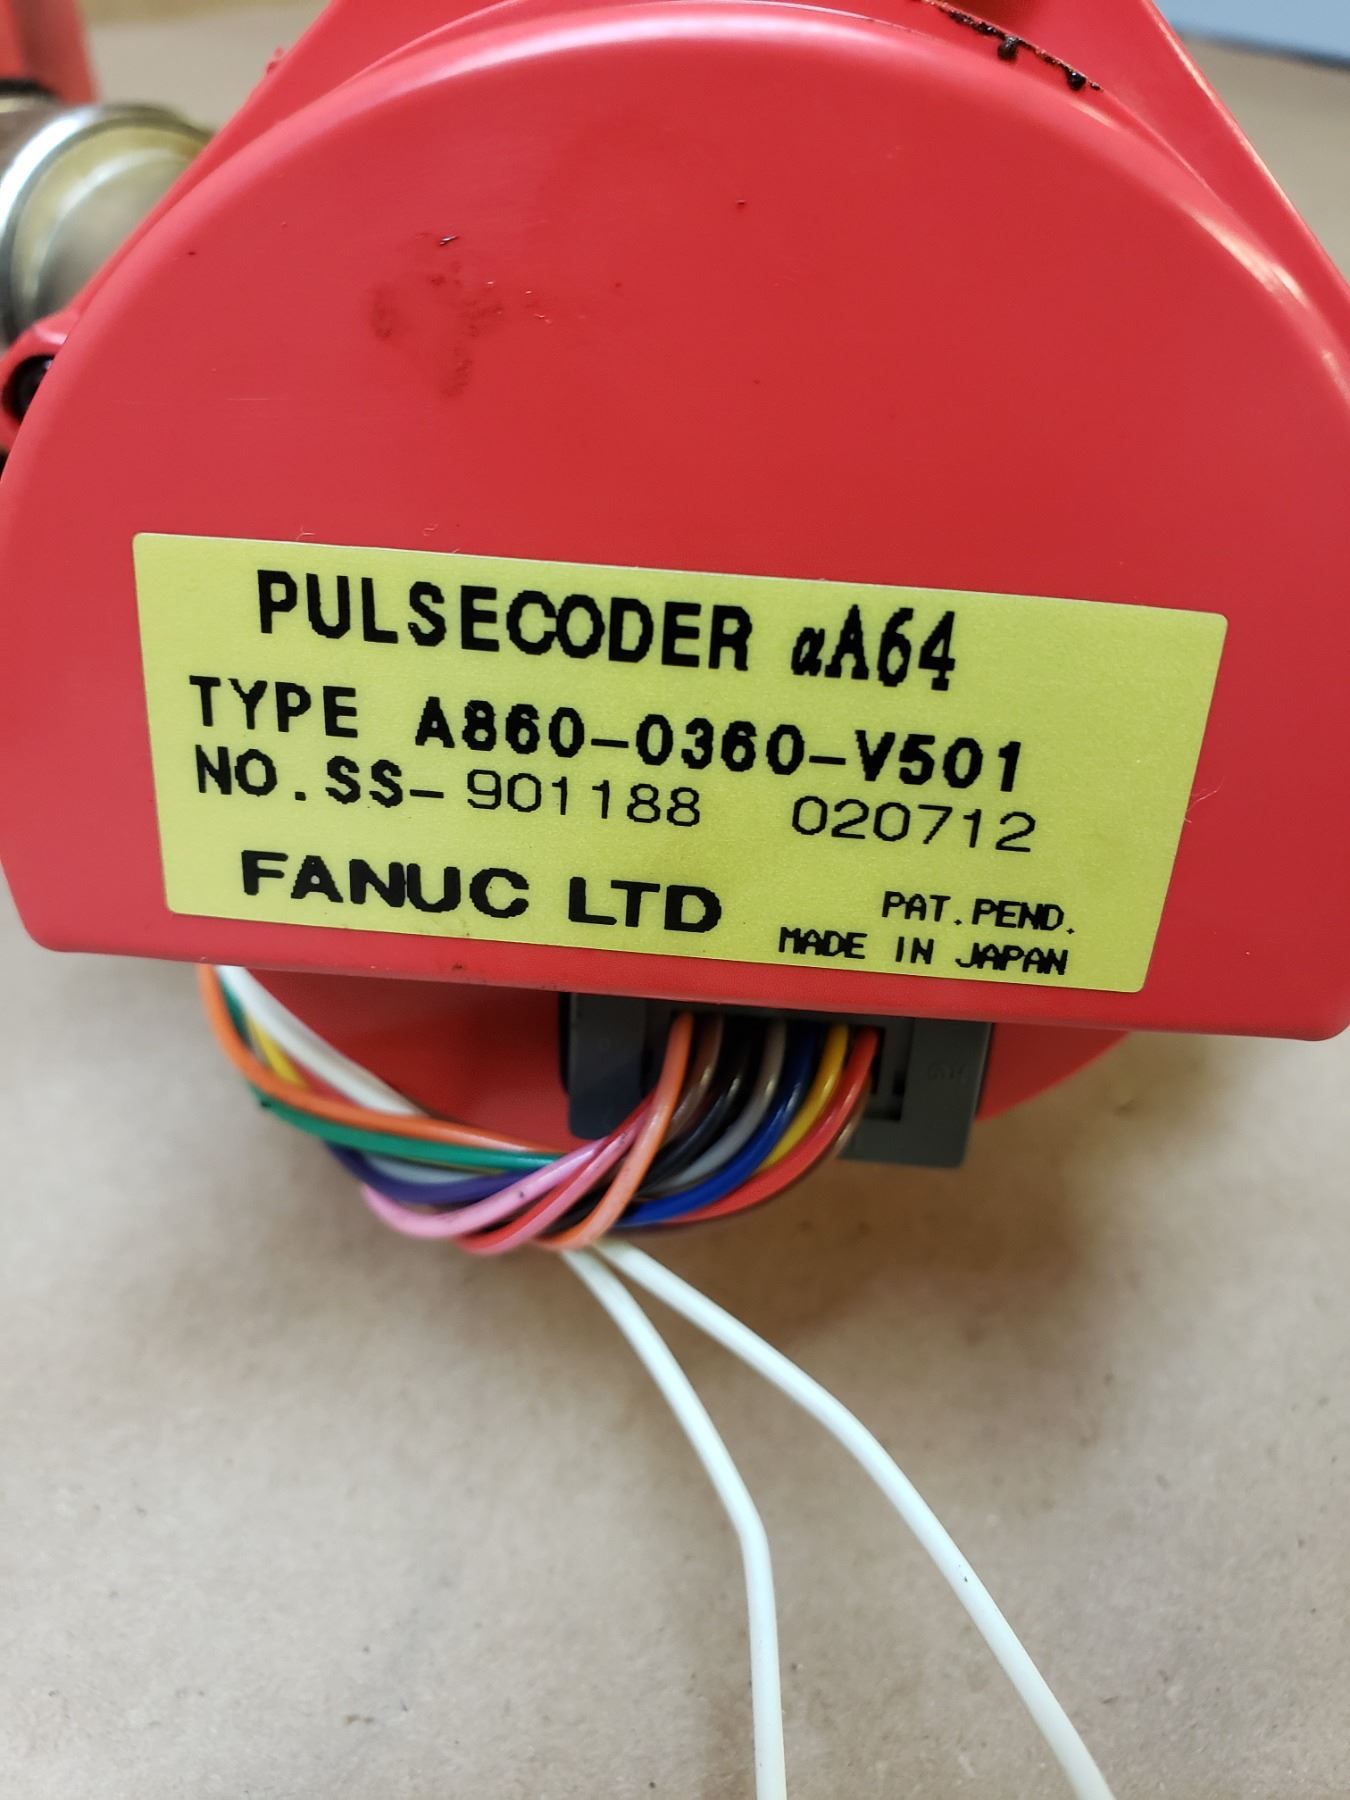 PULSECODER αA64
TYPE A860-0360-V501
NO.SS-901188 020712
FANUC LTD
PAT.PEND.
MADE IN JAPAN